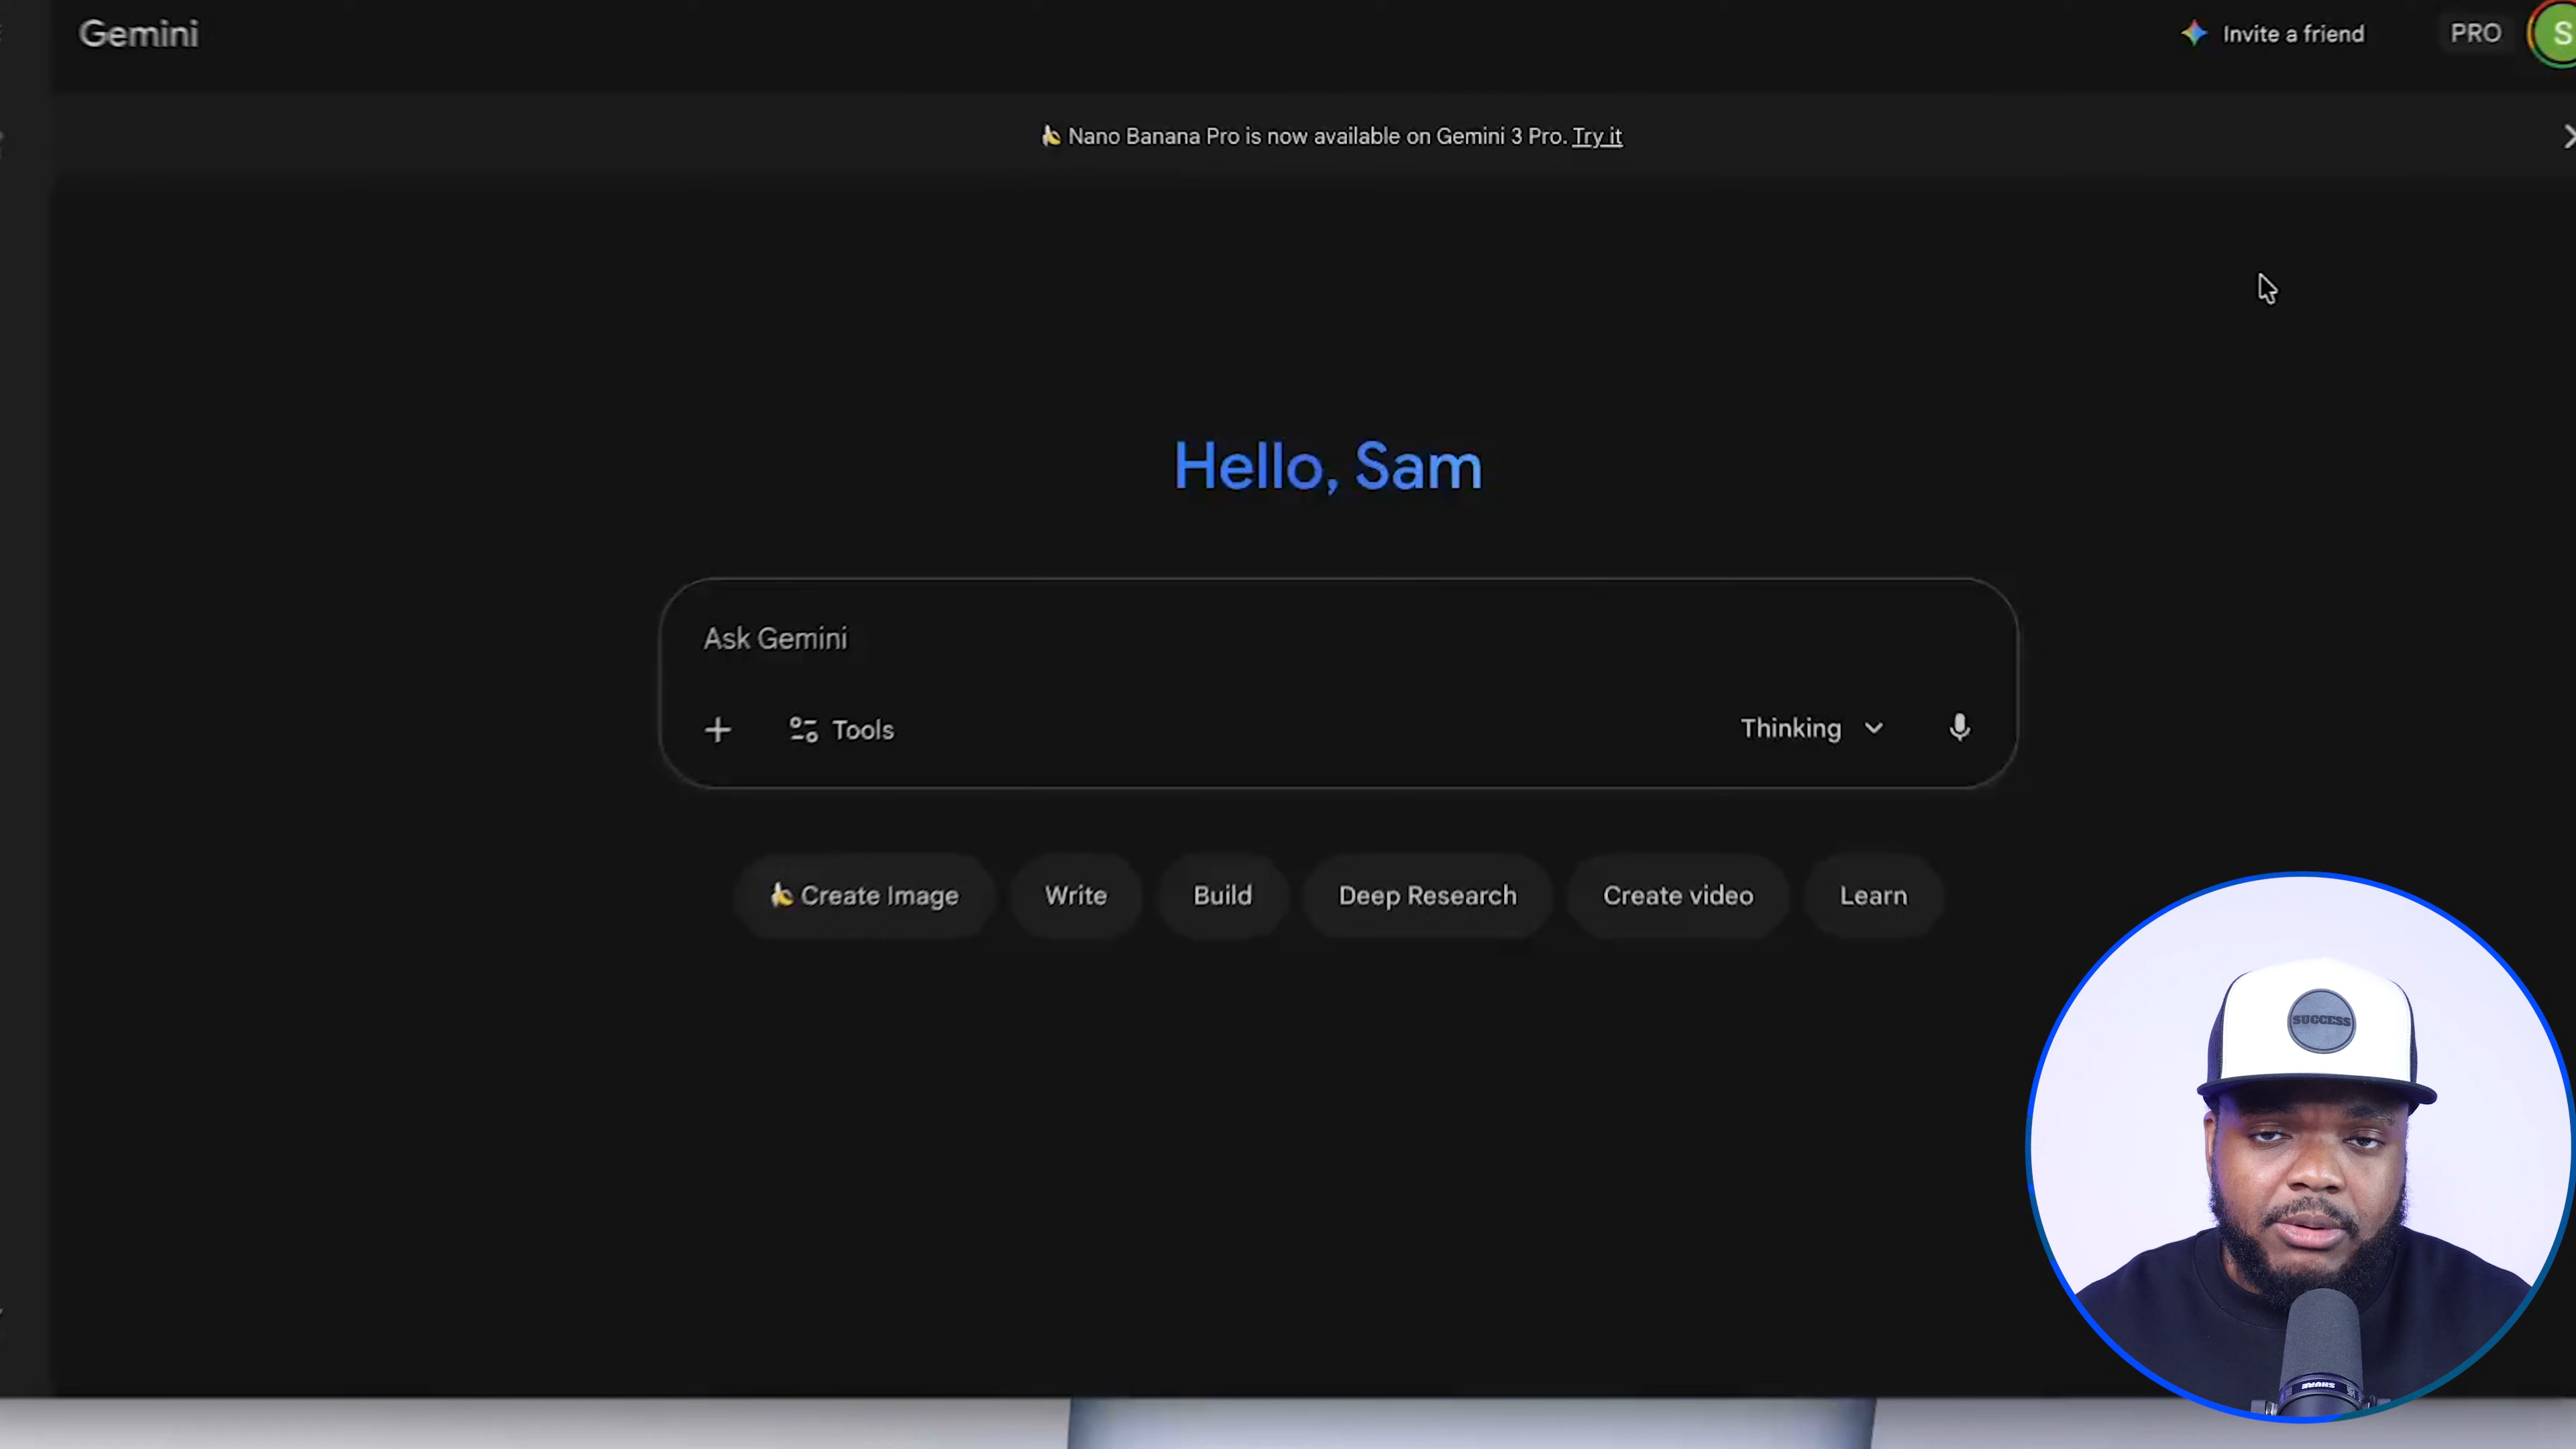 Gemini
Invite a friend
PRO
S
Nano Banana Pro is now available on Gemini 3 Pro. Try it
Hello, Sam
Ask Gemini
Tools
Thinking
Create Image
Write
Build
Deep Research
Create video
Learn
SUCCESS
SHURE